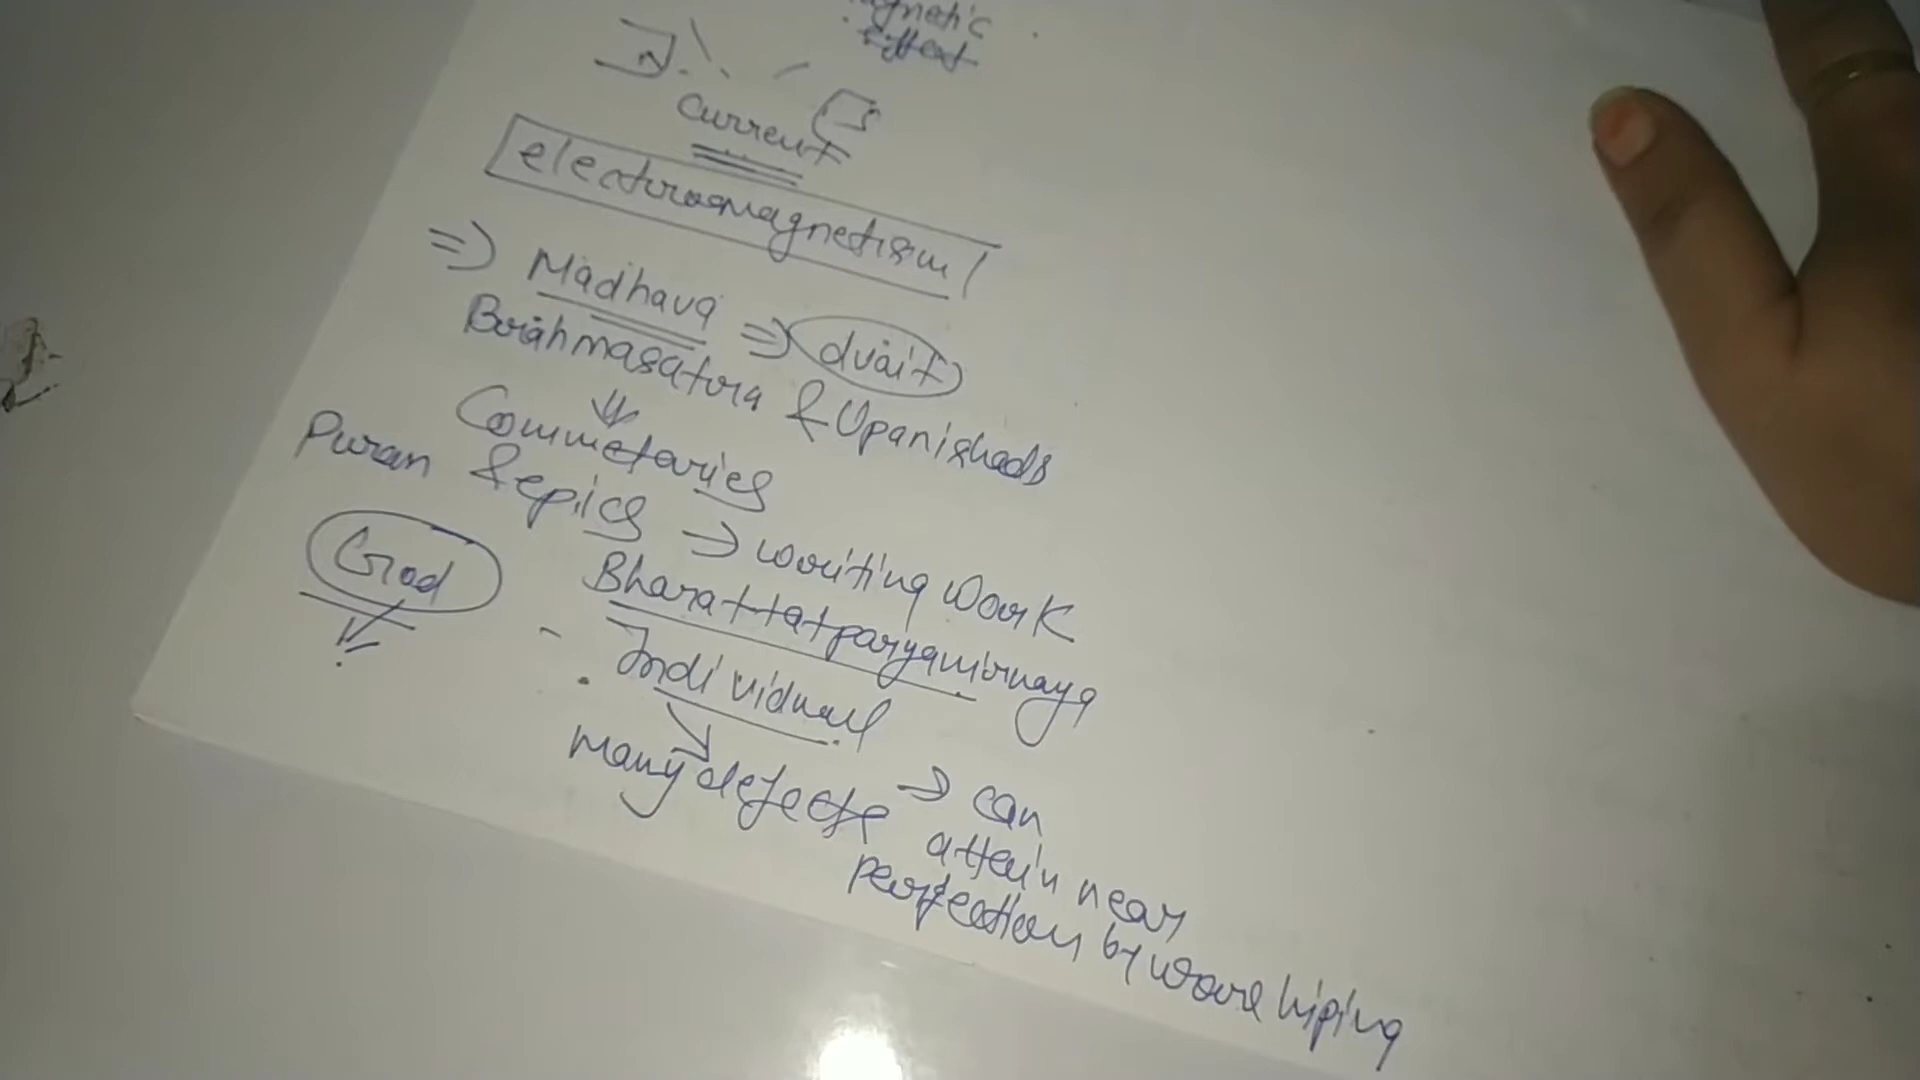 gnetic
effect
N
S
current
electromagnetism
=> Madhava => dvait
Brahmasutra & Upanishads
Commetaries
Puran & epics => writing work
God
Bharattatparyanirnaya
Individual
many defects => can
attain near
perfection by worshiping